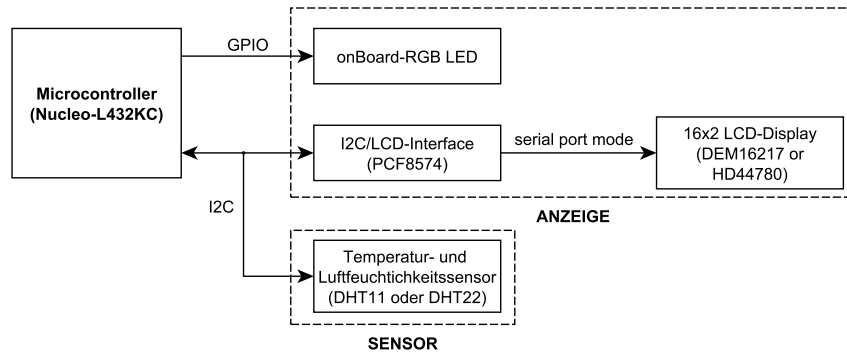 GPIO
Microcontroller
(Nucleo-L432KC)
onBoard-RGB LED
I2C/LCD-Interface
(PCF8574)
serial port mode
16x2 LCD-Display
(DEM16217 or
HD44780)
I2C
ANZEIGE
Temperatur- und
Luftfeuchtichkeitssensor
(DHT11 oder DHT22)
SENSOR